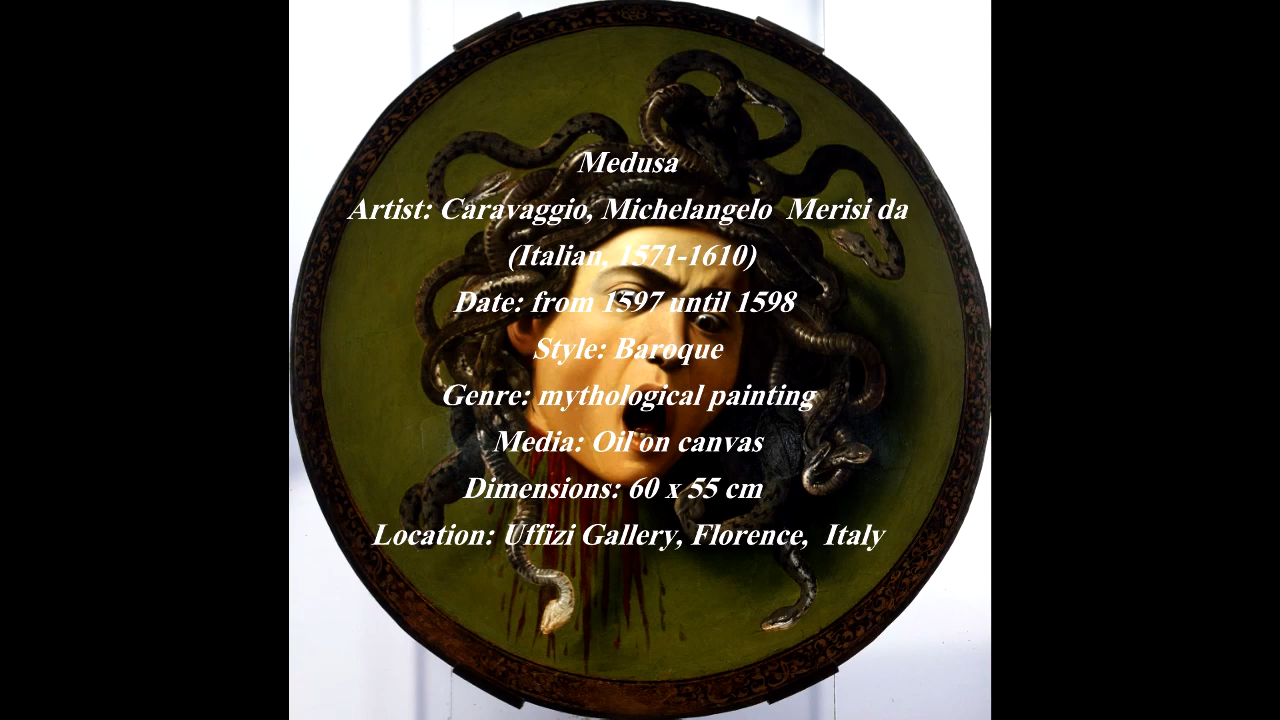 Medusa
Artist: Caravaggio, Michelangelo Merisi da
(Italian, 1571-1610)
Date: from 1597 until 1598
Style: Baroque
Genre: mythological painting
Media: Oil on canvas
Dimensions: 60 x 55 cm
Location: Uffizi Gallery, Florence, Italy